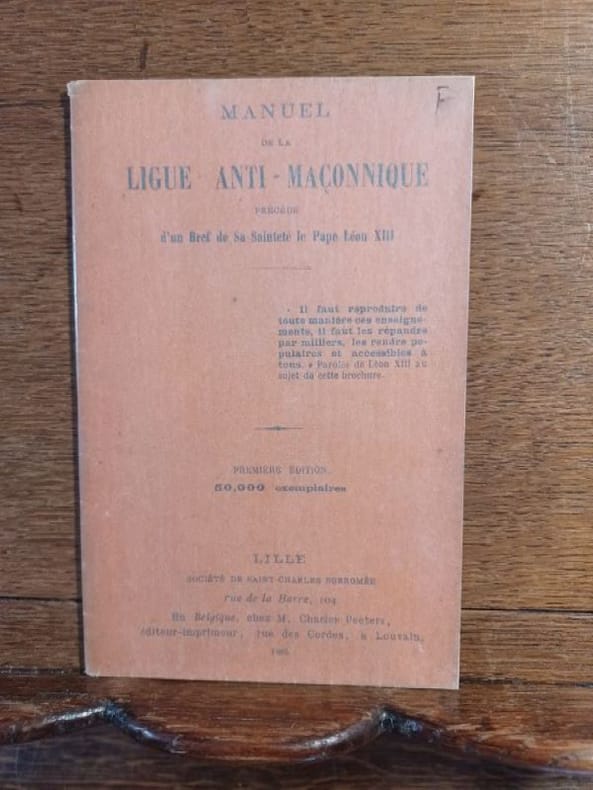 F
MANUEL
DE LA
LIGUE ANTI-MAÇONNIQUE
PRÉCÉDÉ
d'un Bref de Sa Sainteté le Pape Léon XIII
« Il faut reproduire de
toute manière ces enseigne-
ments, il faut les répandre
par milliers, les rendre po-
pulaires et accessibles à
tous. » Paroles de Léon XIII au
sujet de cette brochure.
PREMIÈRE ÉDITION.
50,000 exemplaires
LILLE
SOCIÉTÉ DE SAINT-CHARLES BORROMÉE
rue de la Barre, 104
En Belgique, chez M. Charles Peeters,
éditeur-imprimeur, rue des Cordes, à Louvain,